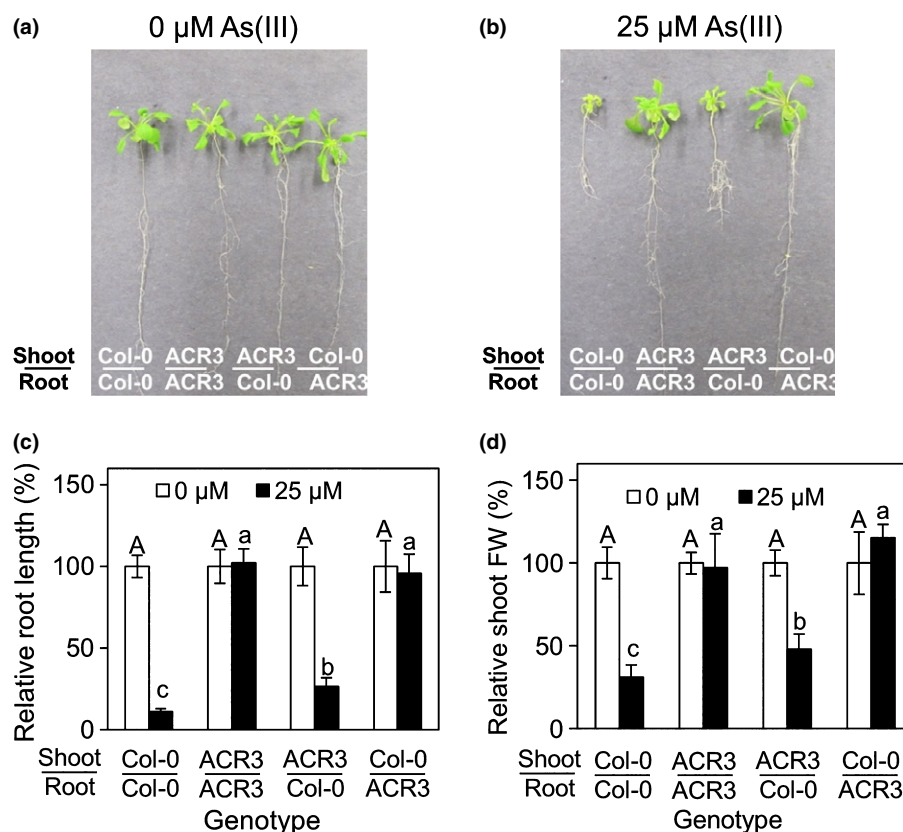 (a)
0 µM As(III)
(b)
25 µM As(III)
Shoot
Root
Col-0 ACR3 ACR3 Col-0
Col-0 ACR3 Col-0 ACR3
Shoot
Root
Col-0 ACR3 ACR3 Col-0
Col-0 ACR3 Col-0 ACR3
(c)
Relative root length (%)
150
100
50
0
0 µM 25 µM
A c A a A b A a
Shoot Col-0 ACR3 ACR3 Col-0
Root Col-0 ACR3 Col-0 ACR3
Genotype
(d)
Relative shoot FW (%)
150
100
50
0
0 µM 25 µM
A c A a A b A a
Shoot Col-0 ACR3 ACR3 Col-0
Root Col-0 ACR3 Col-0 ACR3
Genotype